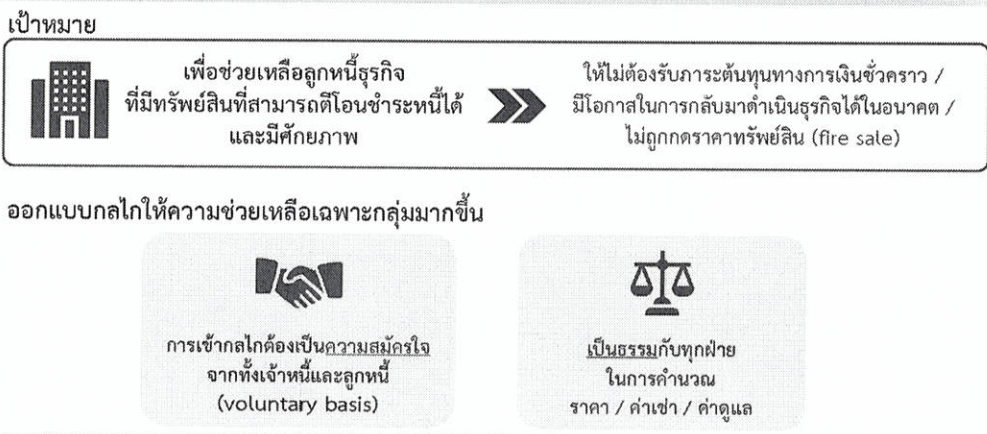 เป้าหมาย
เพื่อช่วยเหลือลูกหนี้ธุรกิจ
ที่มีทรัพย์สินที่สามารถตีโอนชำระหนี้ได้
และมีศักยภาพ
ให้ไม่ต้องรับภาระต้นทุนทางการเงินชั่วคราว /
มีโอกาสในการกลับมาดำเนินธุรกิจได้ในอนาคต /
ไม่ถูกกดราคาทรัพย์สิน (fire sale)
ออกแบบกลไกให้ความช่วยเหลือเฉพาะกลุ่มมากขึ้น
การเข้ากลไกต้องเป็นความสมัครใจ
จากทั้งเจ้าหนี้และลูกหนี้
(voluntary basis)
เป็นธรรมกับทุกฝ่าย
ในการคำนวณ
ราคา / ค่าเช่า / ค่าดูแล